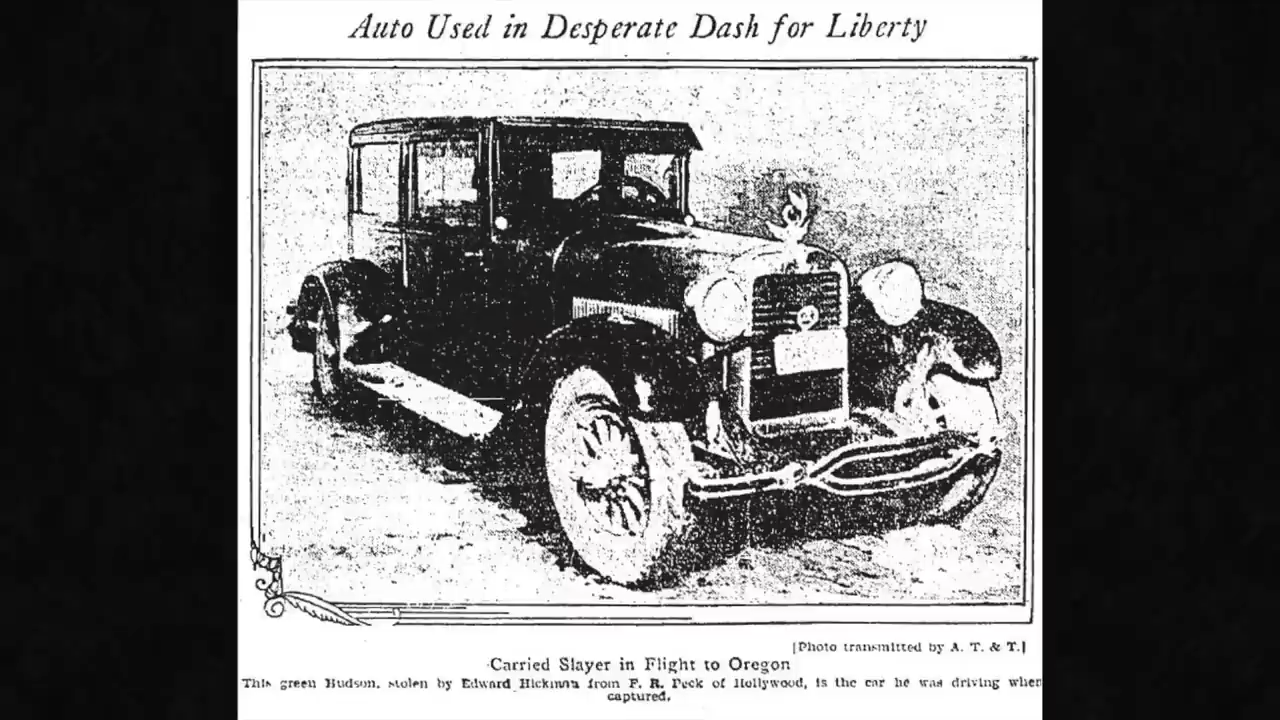 Auto Used in Desperate Dash for Liberty
[Photo transmitted by A. T. & T.]
Carried Slayer in Flight to Oregon
This green Hudson, stolen by Edward Hickman from F. R. Peck of Hollywood, is the car he was driving when
captured.